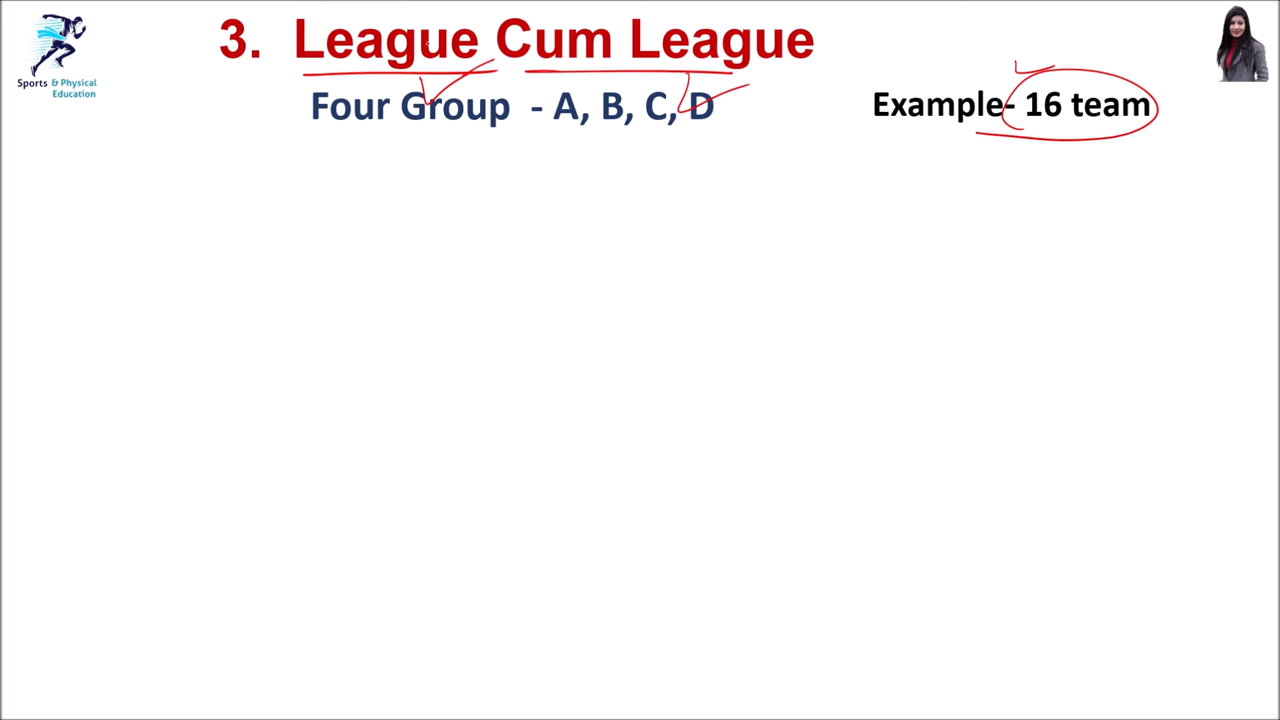 3. League Cum League
Four Group - A, B, C, D
Example- 16 team
Sports & Physical
Education